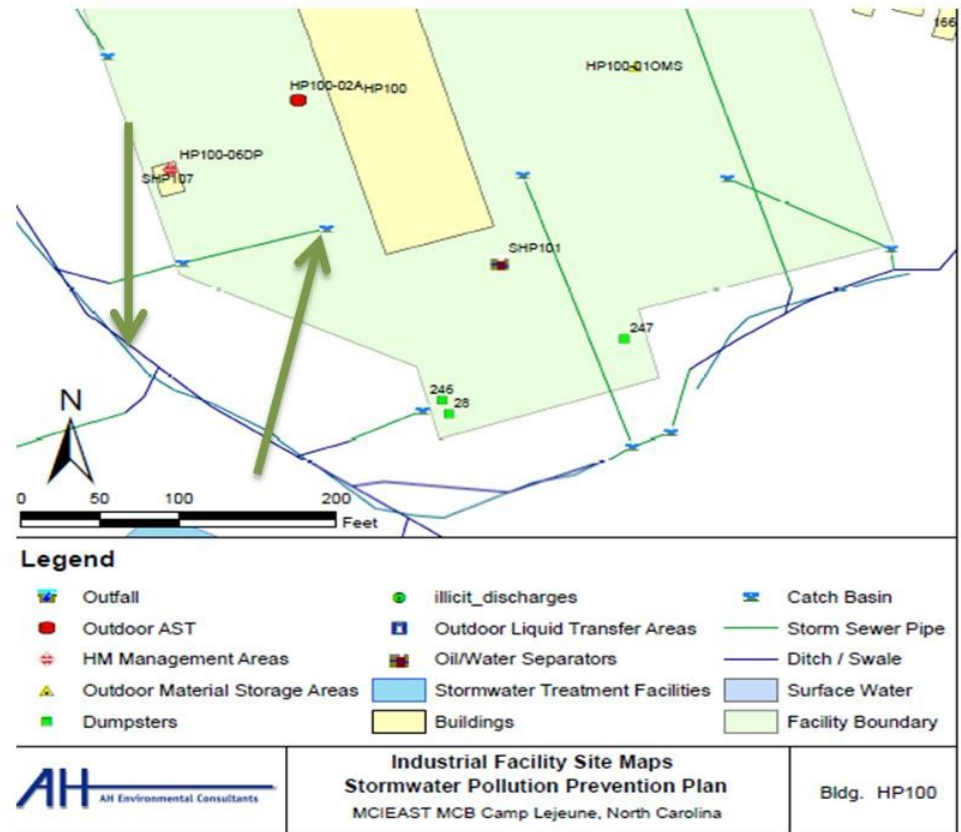 166
HP100-02A
HP100
HP100-01OMS
HP100-06DP
SHP107
SHP101
247
246
28
N
0 50 100 200
Feet
Legend
Outfall
illicit_discharges
Catch Basin
Outdoor AST
Outdoor Liquid Transfer Areas
Storm Sewer Pipe
HM Management Areas
Oil/Water Separators
Ditch / Swale
Outdoor Material Storage Areas
Stormwater Treatment Facilities
Surface Water
Dumpsters
Buildings
Facility Boundary
AH AH Environmental Consultants
Industrial Facility Site Maps
Stormwater Pollution Prevention Plan
MCIEAST MCB Camp Lejeune, North Carolina
Bldg. HP100